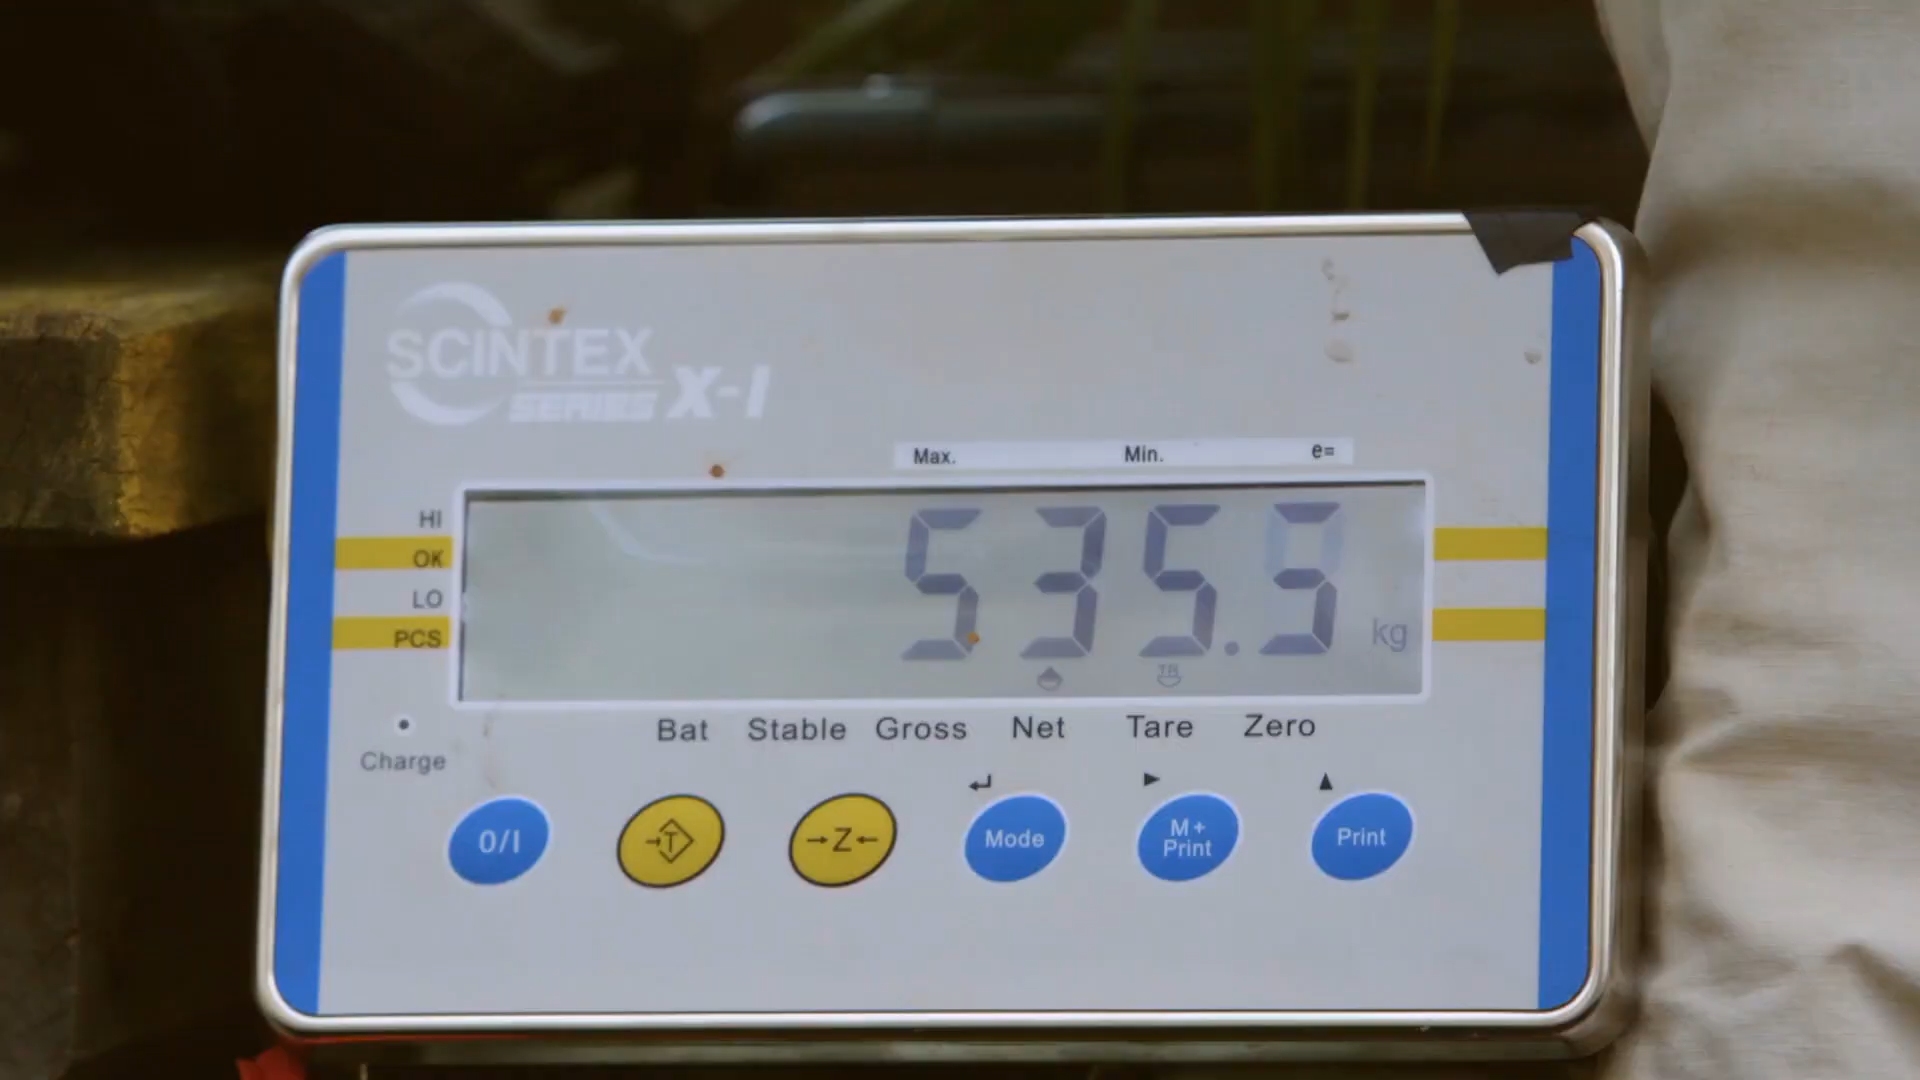 SCINTEX
SERIES X-1
Max. Min. e=
HI
OK
LO
PCS
535.9 kg
Charge
Bat Stable Gross Net Tare Zero
0/I
T
→Z←
Mode
M+
Print
Print